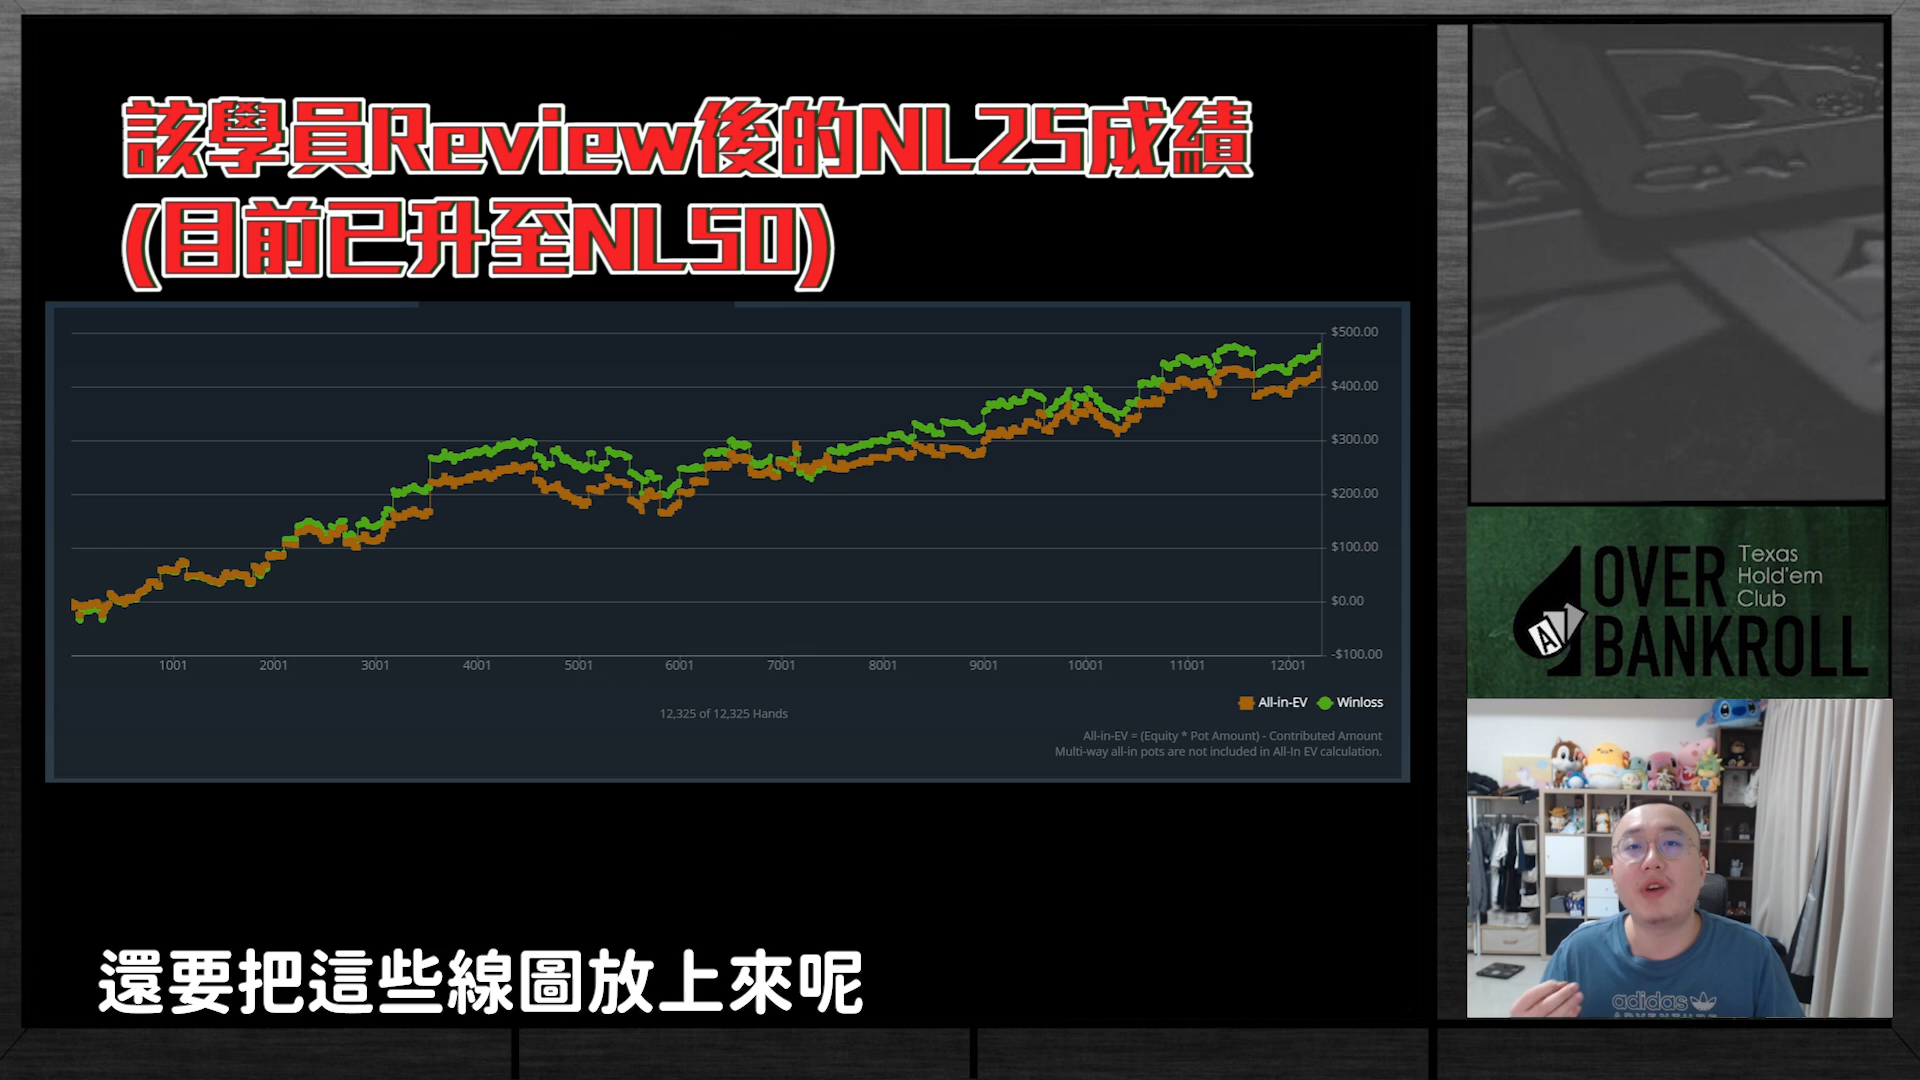 該學員Review後的NL25成績
(目前已升至NL50)
$500.00
$400.00
$300.00
$200.00
$100.00
$0.00
-$100.00
1001 2001 3001 4001 5001 6001 7001 8001 9001 10001 11001 12001
All-in-EV Winloss
12,325 of 12,325 Hands
All-in-EV = (Equity * Pot Amount) - Contributed Amount
Multi-way all-in pots are not included in All-In EV calculation.
OVER
BANKROLL
Texas
Hold'em
Club
A
adidas
還要把這些線圖放上來呢